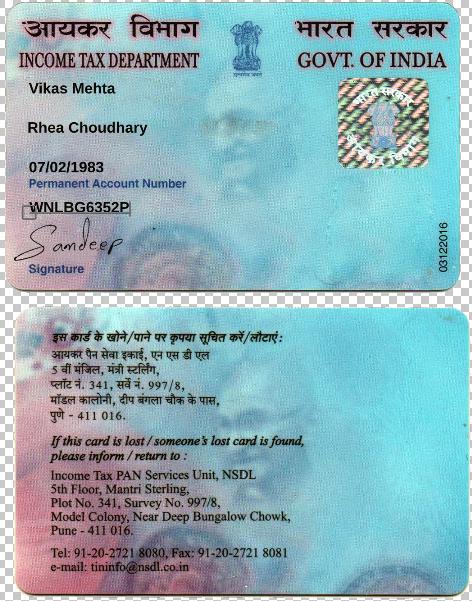 आयकर विभाग
INCOME TAX DEPARTMENT
भारत सरकार
GOVT. OF INDIA
Vikas Mehta
Rhea Choudhary
07/02/1983
Permanent Account Number
WNLBG6352P
Samdeep
Signature
03122016
भारत सरकार
आयकर विभाग
इस कार्ड के खोने/पाने पर कृपया सूचित करें/लौटाएं :
आयकर पैन सेवा इकाई, एन एस डी एल
5 वीं मंजिल, मंत्री स्टर्लिंग,
प्लॉट नं. 341, सर्वे नं. 997/8,
मॉडल कालोनी, दीप बंगला चौक के पास,
पुणे - 411 016.
If this card is lost / someone's lost card is found,
please inform / return to :
Income Tax PAN Services Unit, NSDL
5th Floor, Mantri Sterling,
Plot No. 341, Survey No. 997/8,
Model Colony, Near Deep Bungalow Chowk,
Pune - 411 016.
Tel: 91-20-2721 8080, Fax: 91-20-2721 8081
e-mail: tininfo@nsdl.co.in